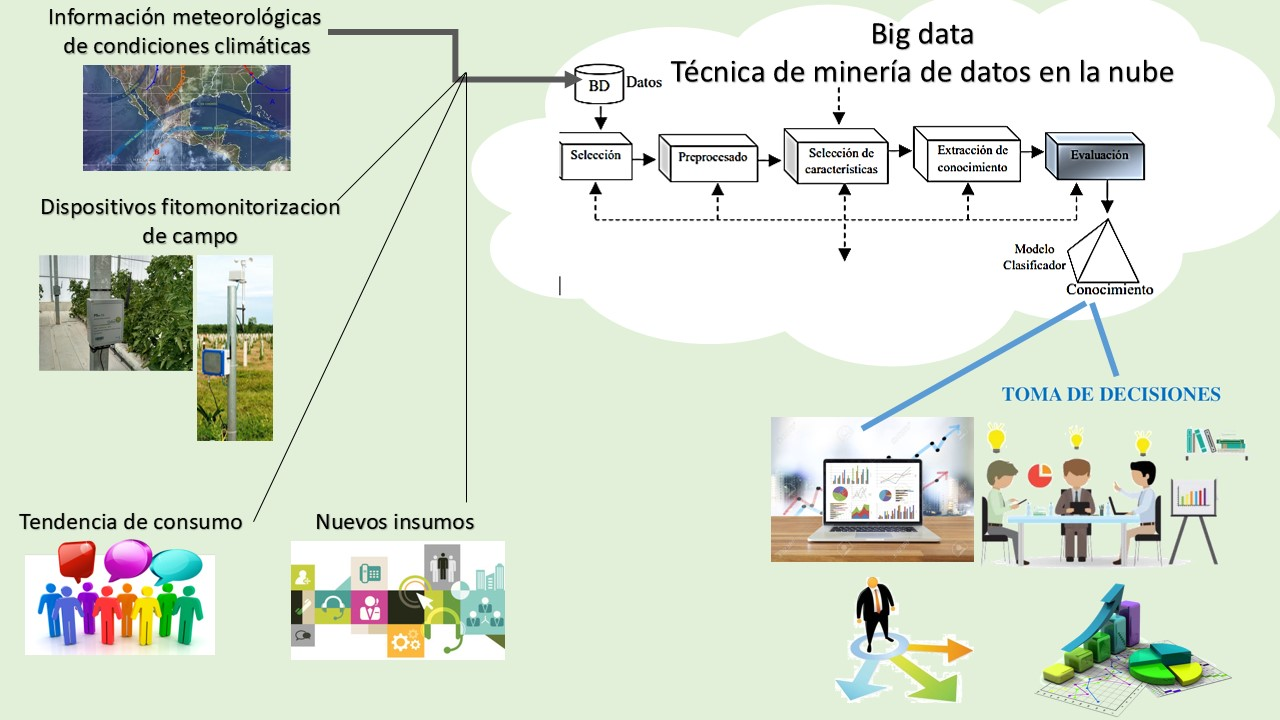 Información meteorológicas
de condiciones climáticas
Big data
Técnica de minería de datos en la nube
BD
Datos
Selección
Preprocesado
Selección de
características
Extracción de
conocimiento
Evaluación
Modelo
Clasificador
Conocimiento
Dispositivos fitomonitorizacion
de campo
TOMA DE DECISIONES
Tendencia de consumo
Nuevos insumos